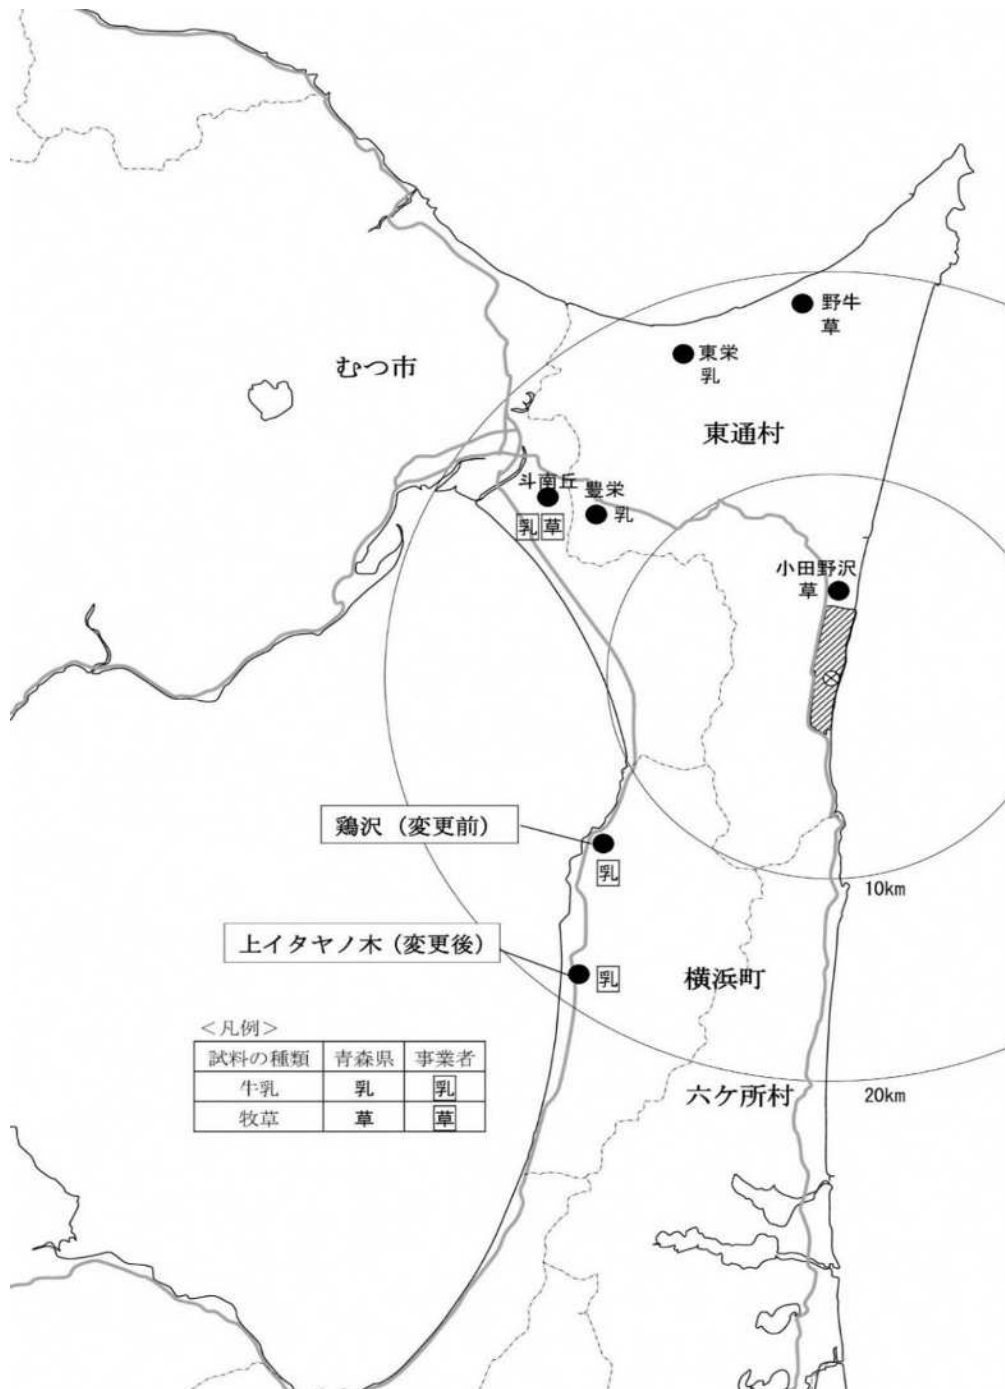 野牛
草
東栄
乳
むつ市
東通村
斗南丘
乳 草
豊栄
乳
小田野沢
草
鶏沢（変更前）
乳
10km
上イタヤノ木（変更後）
乳
横浜町
＜凡例＞
試料の種類 青森県 事業者
牛乳 乳 乳
牧草 草 草
六ケ所村
20km